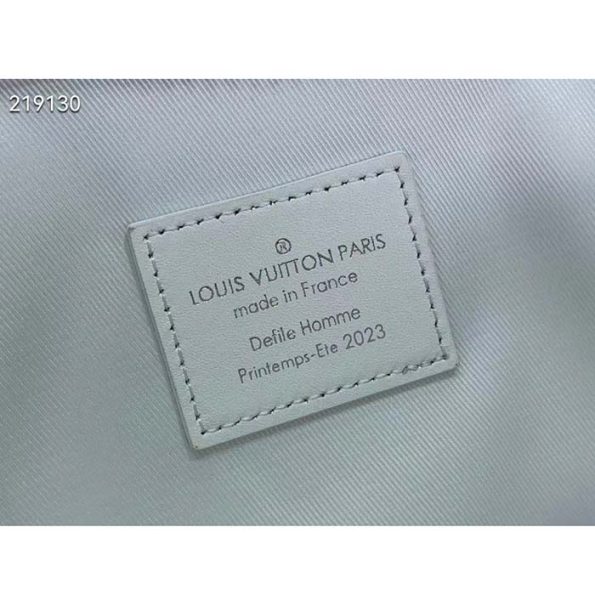 219130
®
LOUIS VUITTON PARIS
made in France
Defile Homme
Printemps-Ete 2023